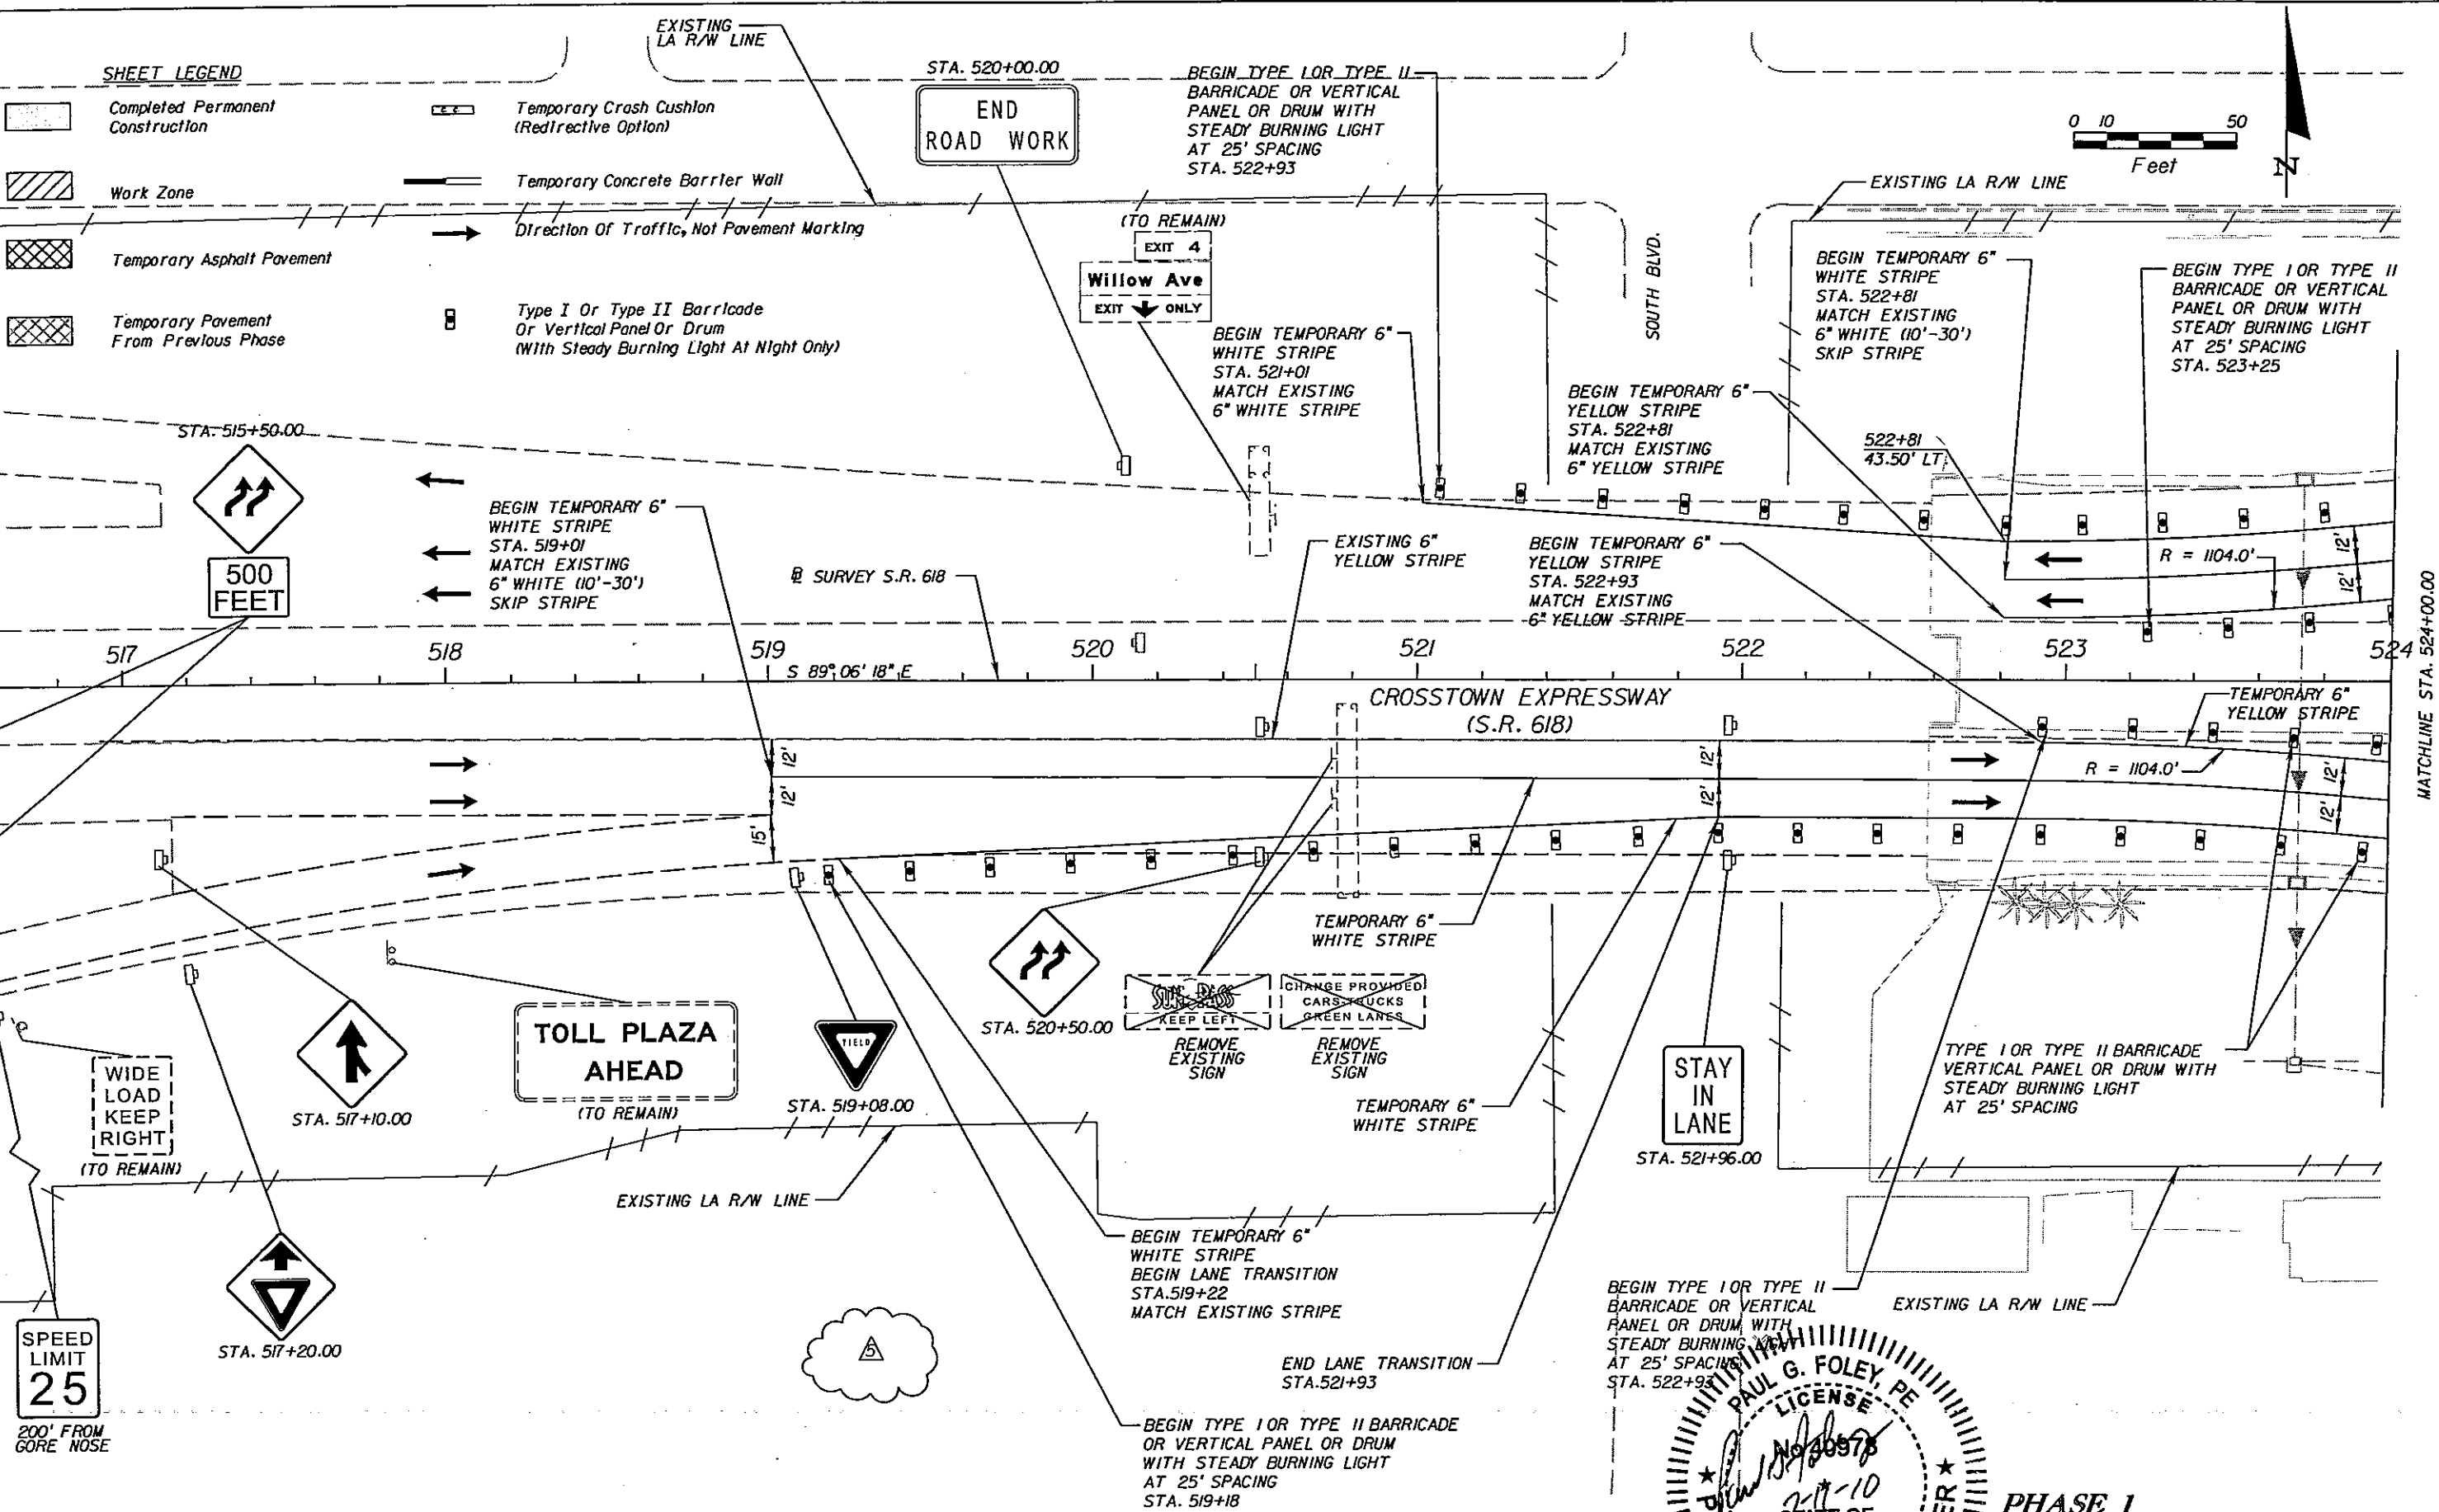 SHEET LEGEND
Completed Permanent
Construction
Work Zone
Temporary Asphalt Pavement
Temporary Pavement
From Previous Phase
C C
Temporary Crash Cushion
(Redirective Option)
Temporary Concrete Barrier Wall
Direction Of Traffic, Not Pavement Marking
Type I Or Type II Barricade
Or Vertical Panel Or Drum
(With Steady Burning Light At Night Only)
EXISTING
LA R/W LINE
STA. 520+00.00
END
ROAD WORK
BEGIN TYPE I OR TYPE II
BARRICADE OR VERTICAL
PANEL OR DRUM WITH
STEADY BURNING LIGHT
AT 25' SPACING
STA. 522+93
(TO REMAIN)
EXIT 4
Willow Ave
EXIT ONLY
BEGIN TEMPORARY 6"
WHITE STRIPE
STA. 521+01
MATCH EXISTING
6" WHITE STRIPE
SOUTH BLVD.
0 10 50
Feet
N
EXISTING LA R/W LINE
BEGIN TEMPORARY 6"
WHITE STRIPE
STA. 522+81
MATCH EXISTING
6" WHITE (10'-30')
SKIP STRIPE
BEGIN TYPE I OR TYPE II
BARRICADE OR VERTICAL
PANEL OR DRUM WITH
STEADY BURNING LIGHT
AT 25' SPACING
STA. 523+25
BEGIN TEMPORARY 6"
YELLOW STRIPE
STA. 522+81
MATCH EXISTING
6" YELLOW STRIPE
522+81
43.50' LT
STA. 515+50.00
500
FEET
BEGIN TEMPORARY 6"
WHITE STRIPE
STA. 519+01
MATCH EXISTING
6" WHITE (10'-30')
SKIP STRIPE
℄ SURVEY S.R. 618
EXISTING 6"
YELLOW STRIPE
BEGIN TEMPORARY 6"
YELLOW STRIPE
STA. 522+93
MATCH EXISTING
6" YELLOW STRIPE
R = 1104.0'
12'
12'
517 518 519 520 521 522 523 524
S 89° 06' 18" E
MATCHLINE STA. 524+00.00
CROSSTOWN EXPRESSWAY
(S.R. 618)
TEMPORARY 6"
YELLOW STRIPE
R = 1104.0'
12'
12'
12'
12'
15'
12'
12'
TEMPORARY 6"
WHITE STRIPE
STA. 520+50.00
SUN PASS
KEEP LEFT
REMOVE
EXISTING
SIGN
CHANGE PROVIDED
CARS-TRUCKS
GREEN LANES
REMOVE
EXISTING
SIGN
TEMPORARY 6"
WHITE STRIPE
STAY
IN
LANE
STA. 521+96.00
TYPE I OR TYPE II BARRICADE
VERTICAL PANEL OR DRUM WITH
STEADY BURNING LIGHT
AT 25' SPACING
WIDE
LOAD
KEEP
RIGHT
(TO REMAIN)
STA. 517+10.00
TOLL PLAZA
AHEAD
(TO REMAIN)
YIELD
STA. 519+08.00
EXISTING LA R/W LINE
BEGIN TEMPORARY 6"
WHITE STRIPE
BEGIN LANE TRANSITION
STA.519+22
MATCH EXISTING STRIPE
STA. 517+20.00
SPEED
LIMIT
25
200' FROM
GORE NOSE
5
END LANE TRANSITION
STA.521+93
BEGIN TYPE I OR TYPE II BARRICADE
OR VERTICAL PANEL OR DRUM
WITH STEADY BURNING LIGHT
AT 25' SPACING
STA. 519+18
BEGIN TYPE I OR TYPE II
BARRICADE OR VERTICAL
PANEL OR DRUM WITH
STEADY BURNING LIGHT
AT 25' SPACING
STA. 522+93
EXISTING LA R/W LINE
PAUL G. FOLEY, PE
LICENSE
No 40978
PHASE 1